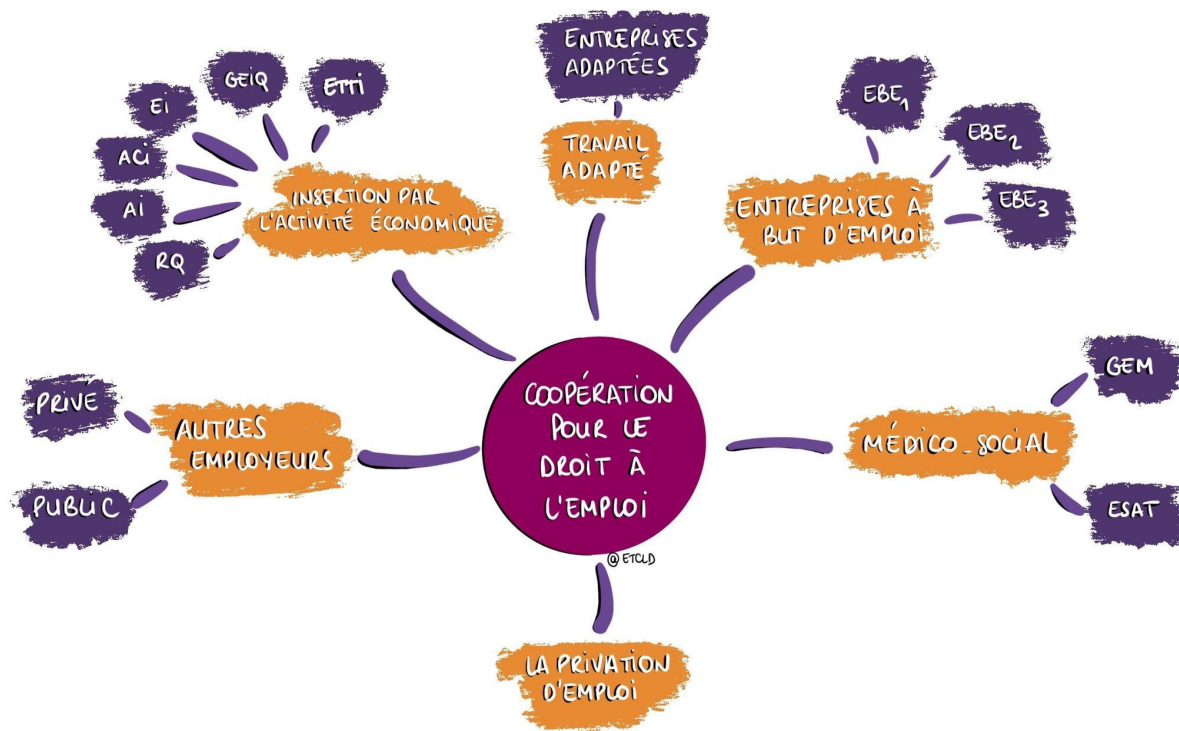 ENTREPRISES
ADAPTÉES
GEiQ
ETTi
Ei
ACi
Ai
RQ
INSERTION PAR
L'ACTIVITÉ ÉCONOMIQUE
TRAVAIL
ADAPTÉ
EBE1
EBE2
EBE3
ENTREPRISES À
BUT D'EMPLOI
PRIVÉ
PUBLIC
AUTRES
EMPLOYEURS
COOPÉRATION
POUR LE
DROIT À
L'EMPLOI
@ETCLD
GEM
MÉDICO_SOCIAL
ESAT
LA PRIVATION
D'EMPLOI